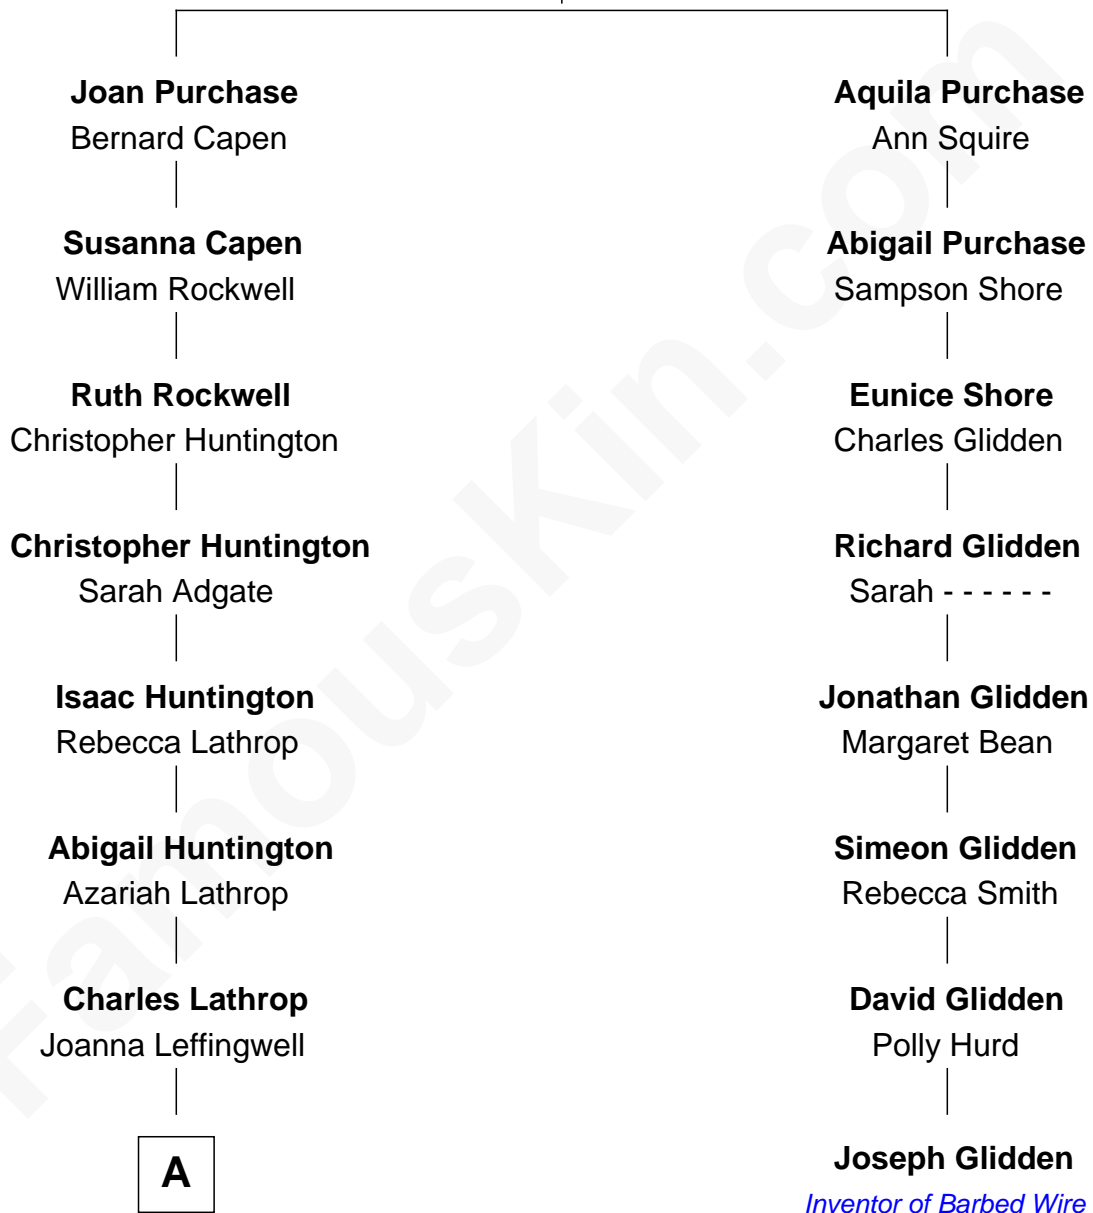 Joan Purchase
Bernard Capen
Susanna Capen
William Rockwell
Ruth Rockwell
Christopher Huntington
Christopher Huntington
Sarah Adgate
Isaac Huntington
Rebecca Lathrop
Abigail Huntington
Azariah Lathrop
Charles Lathrop
Joanna Leffingwell
A
Aquila Purchase
Ann Squire
Abigail Purchase
Sampson Shore
Eunice Shore
Charles Glidden
Richard Glidden
Sarah - - - - - -
Jonathan Glidden
Margaret Bean
Simeon Glidden
Rebecca Smith
David Glidden
Polly Hurd
Joseph Glidden
Inventor of Barbed Wire
FamousKin.com